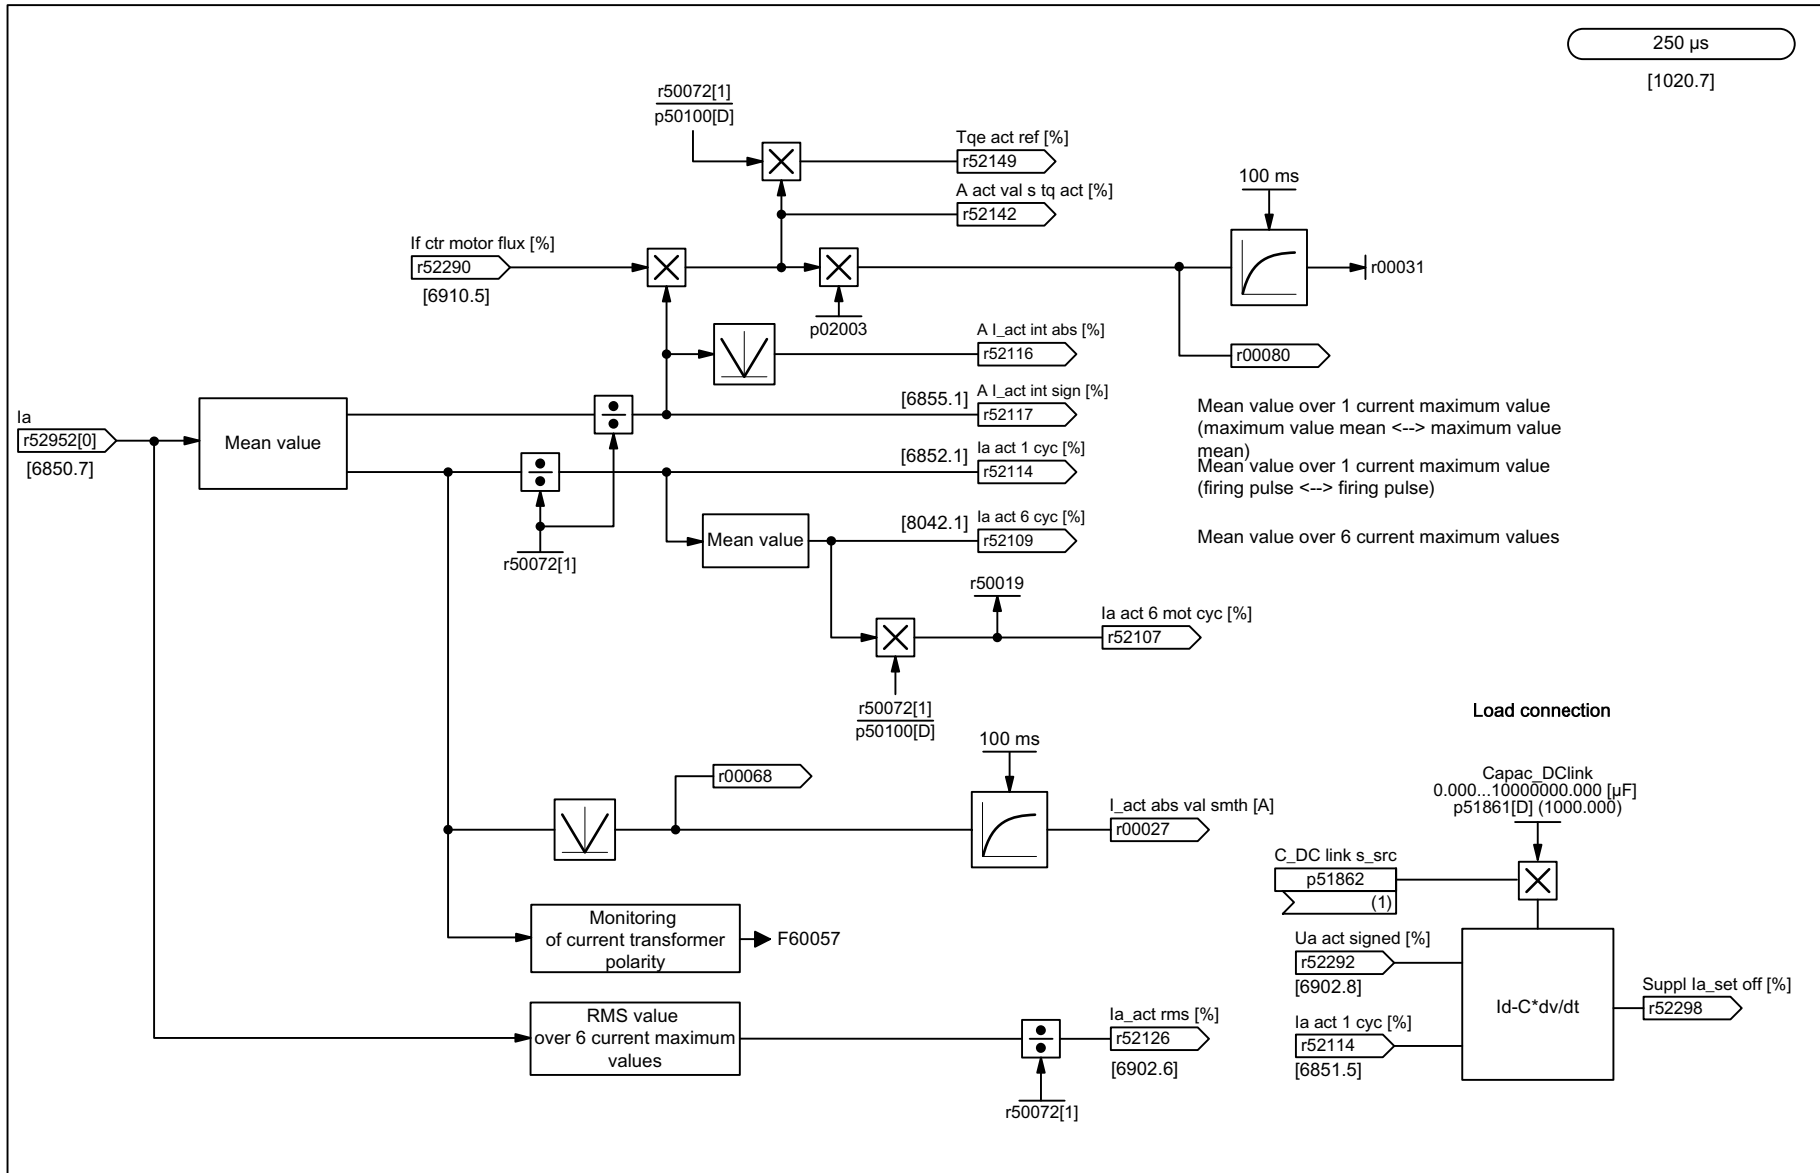 250 µs
[1020.7]
r50072[1]
p50100[D]
Tqe act ref [%]
r52149
A act val s tq act [%]
r52142
100 ms
If ctr motor flux [%]
r52290
[6910.5]
p02003
r00031
r00080
A I_act int abs [%]
r52116
Ia
r52952[0]
[6850.7]
Mean value
[6855.1]
A I_act int sign [%]
r52117
Mean value over 1 current maximum value
(maximum value mean <--> maximum value
mean)
[6852.1]
Ia act 1 cyc [%]
r52114
Mean value over 1 current maximum value
(firing pulse <--> firing pulse)
r50072[1]
Mean value
[8042.1]
Ia act 6 cyc [%]
r52109
Mean value over 6 current maximum values
r50019
Ia act 6 mot cyc [%]
r52107
r50072[1]
p50100[D]
r00068
100 ms
I_act abs val smth [A]
r00027
Monitoring
of current transformer
polarity
F60057
RMS value
over 6 current maximum
values
Ia_act rms [%]
r52126
[6902.6]
r50072[1]
Load connection
Capac_DClink
0.000...10000000.000 [µF]
p51861[D] (1000.000)
C_DC link s_src
p51862
(1)
Ua act signed [%]
r52292
[6902.8]
Ia act 1 cyc [%]
r52114
[6851.5]
Id-C*dv/dt
Suppl Ia_set off [%]
r52298